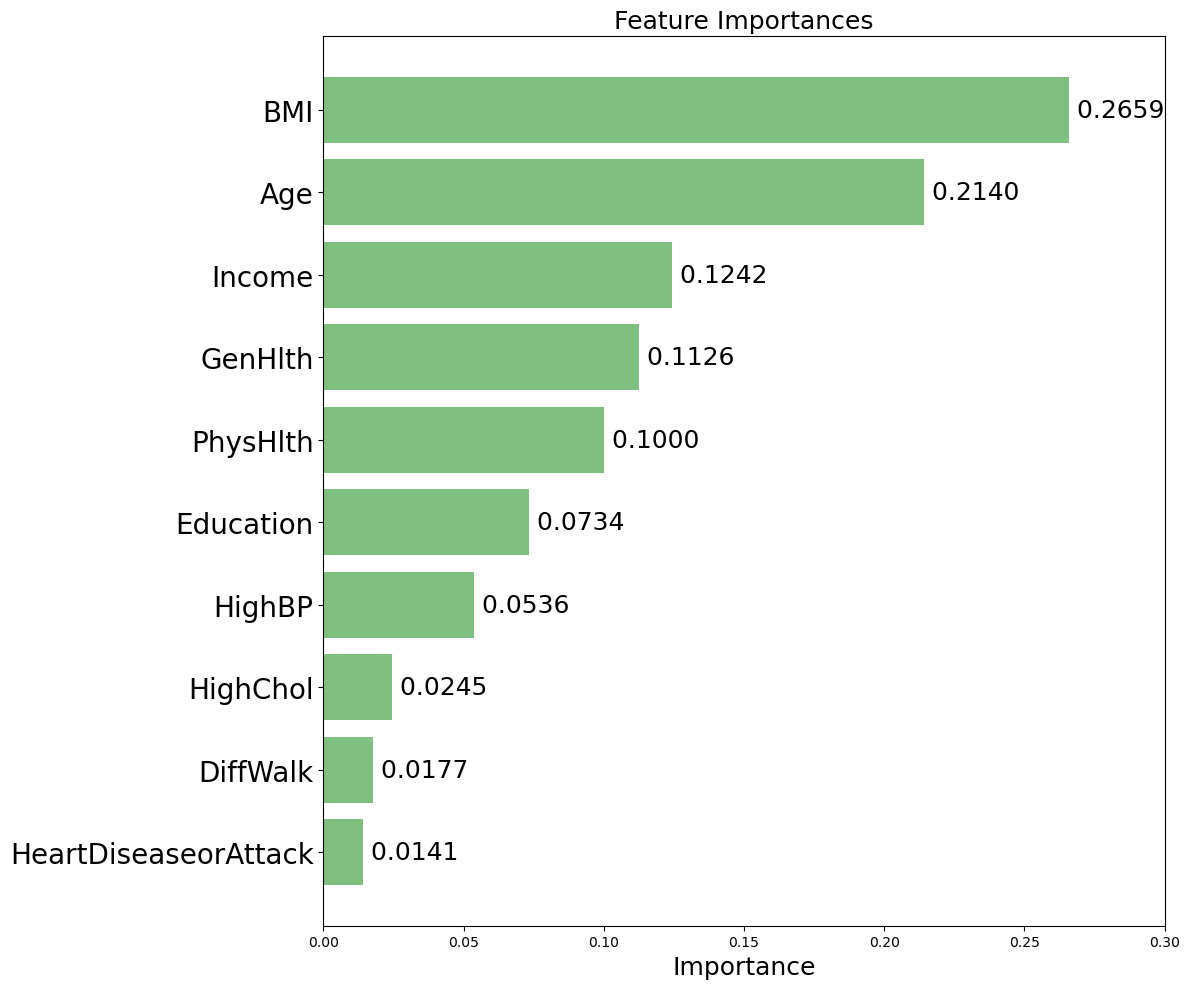 Feature Importances
BMI 0.2659
Age 0.2140
Income 0.1242
GenHlth 0.1126
PhysHlth 0.1000
Education 0.0734
HighBP 0.0536
HighChol 0.0245
DiffWalk 0.0177
HeartDiseaseorAttack 0.0141
0.00 0.05 0.10 0.15 0.20 0.25 0.30
Importance